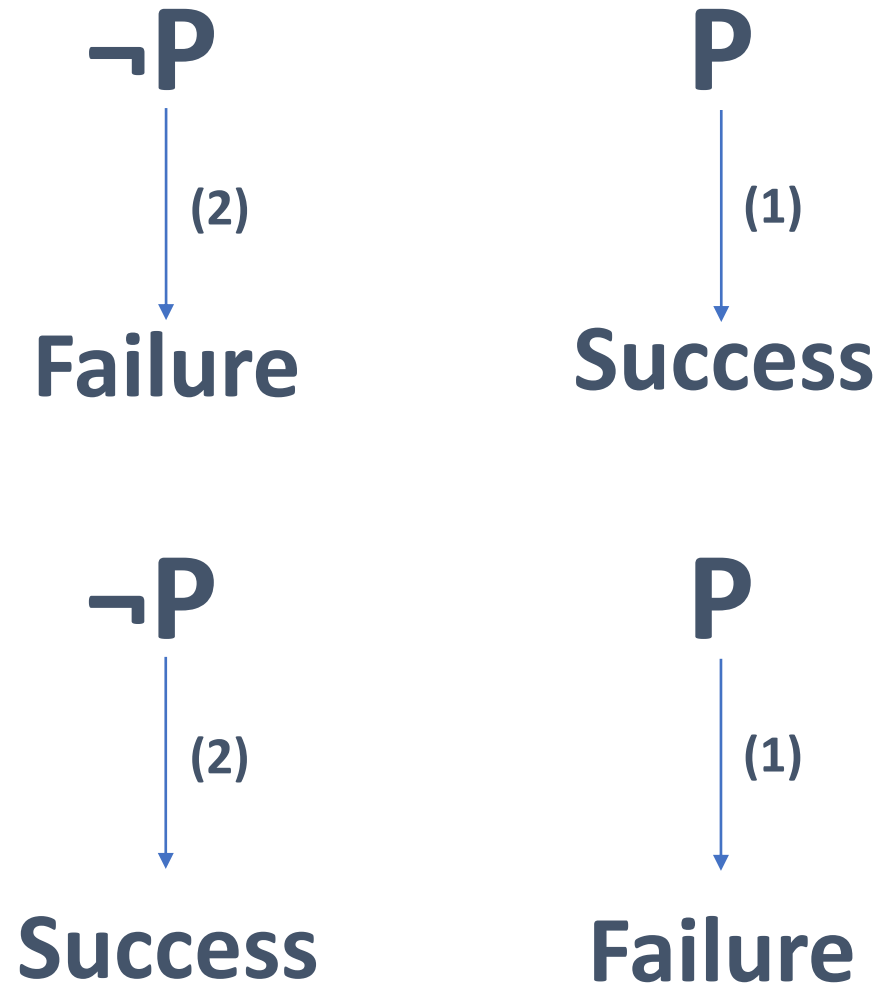 ¬P P
(2) (1)
Failure Success
¬P P
(2) (1)
Success Failure